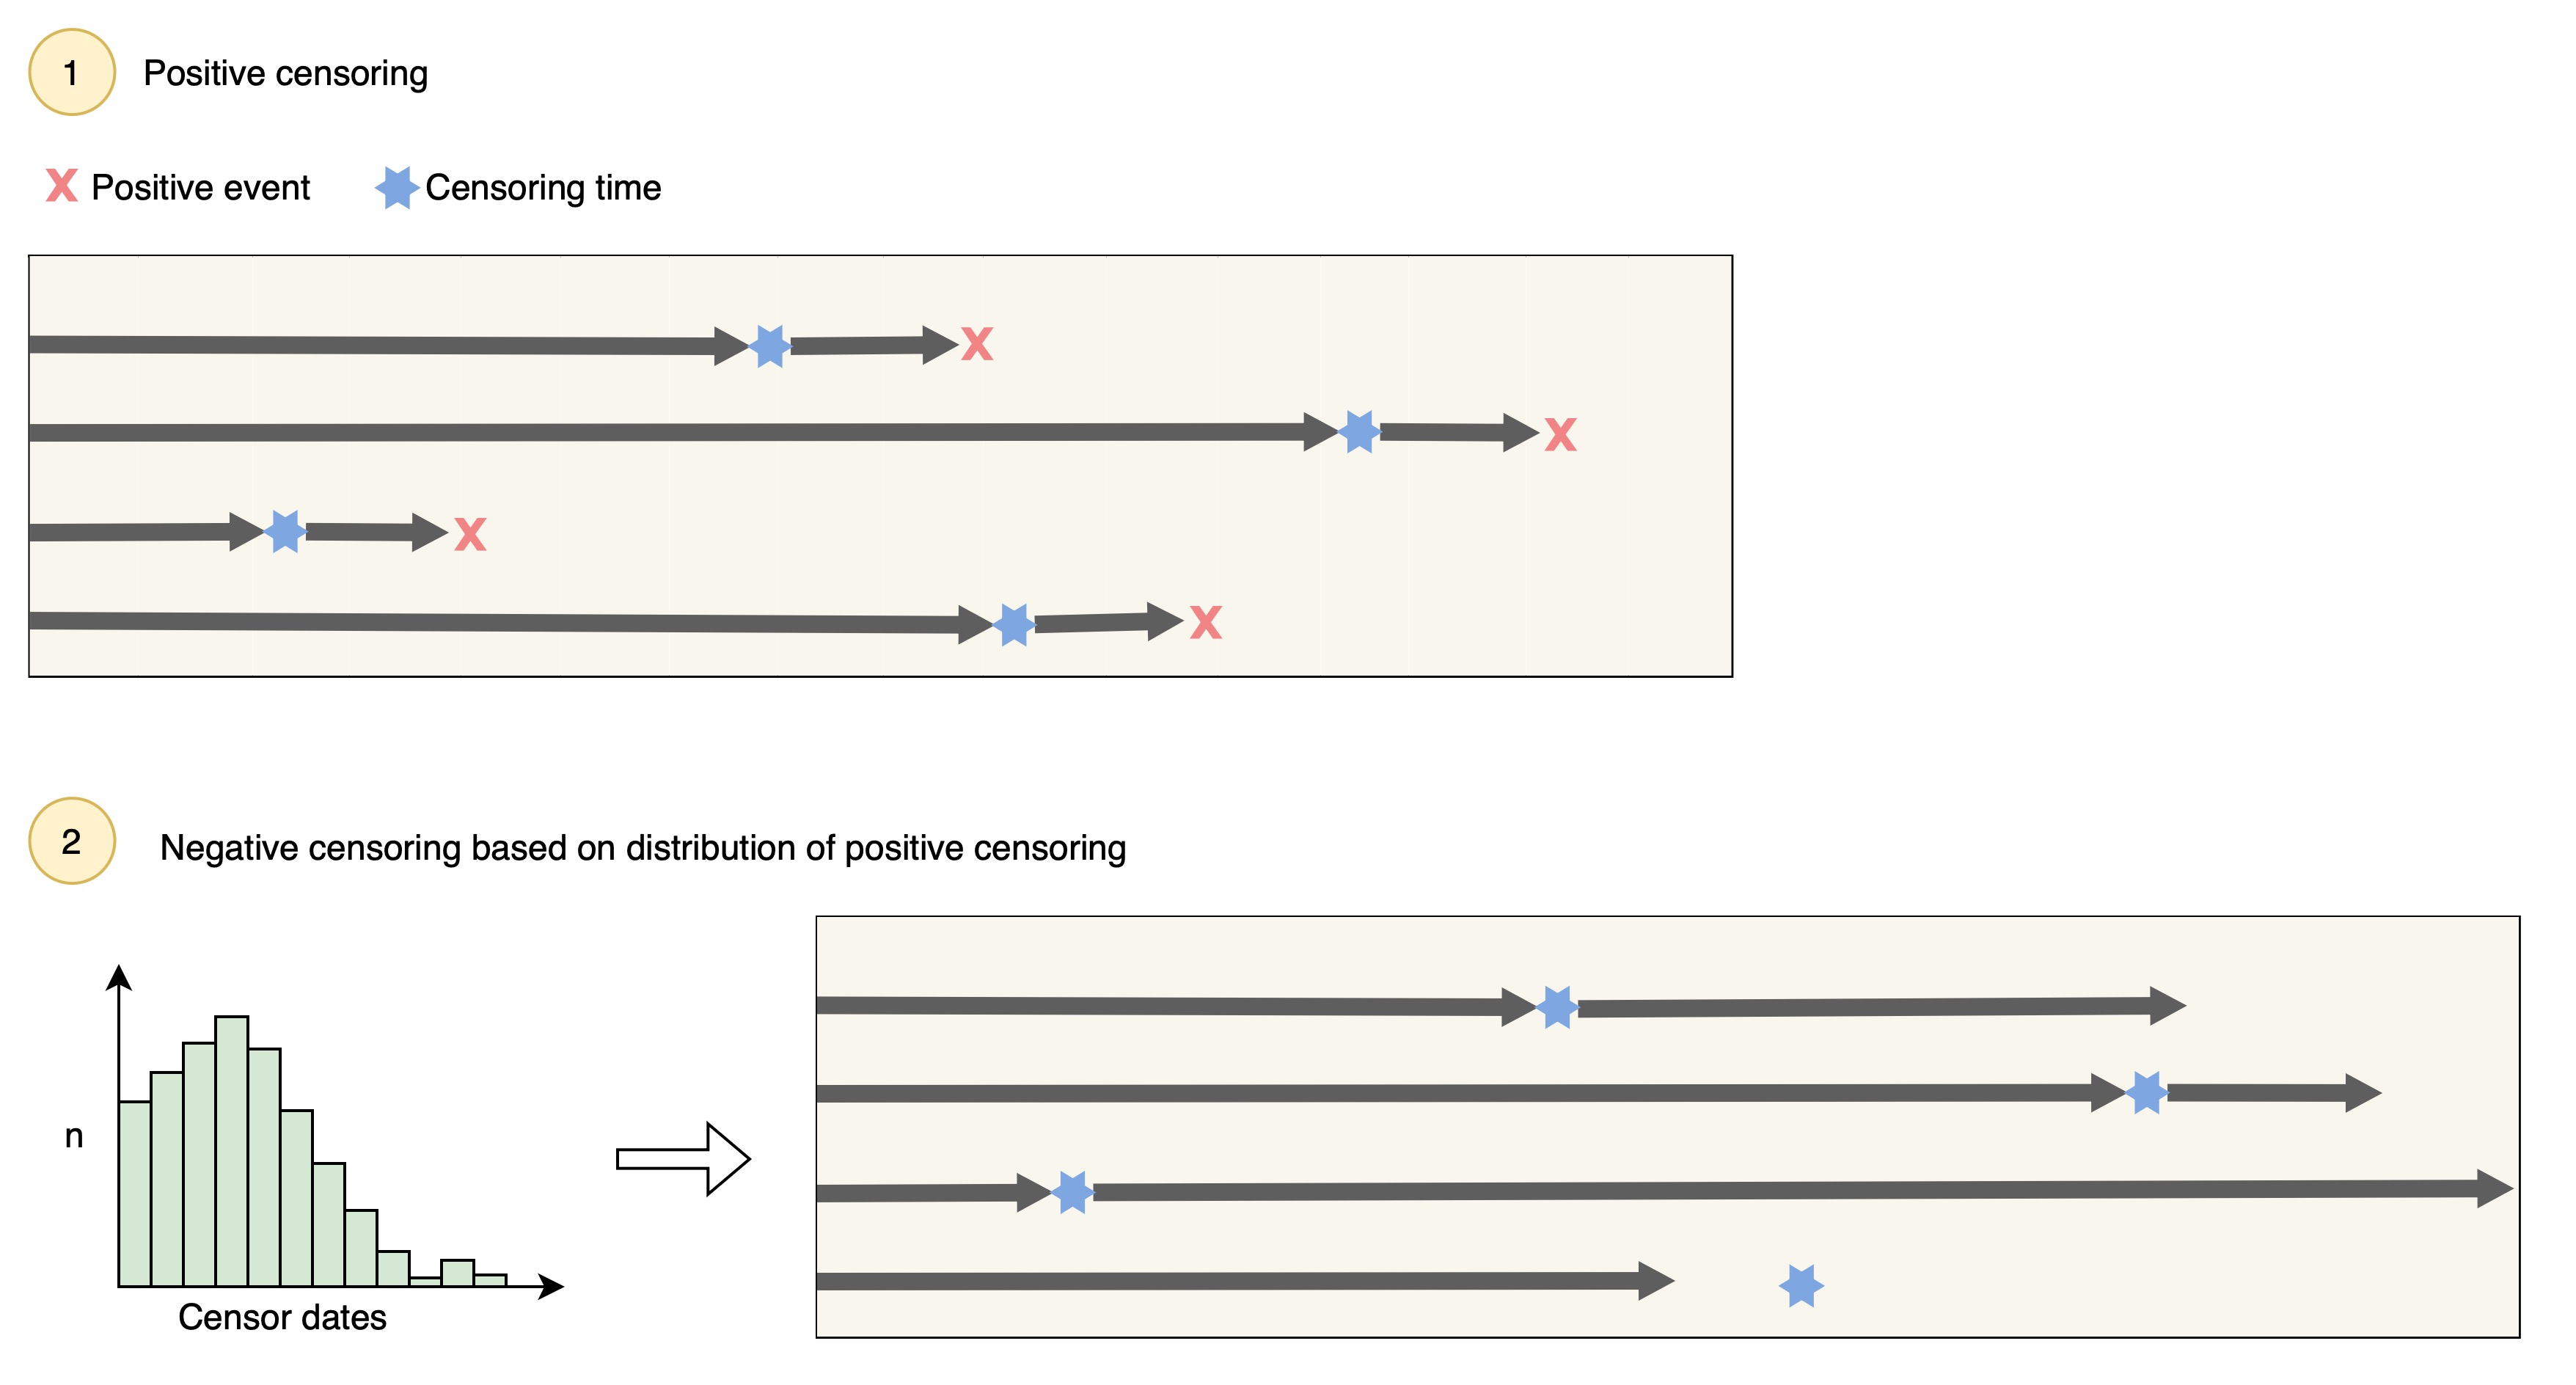 1 Positive censoring
X Positive event Censoring time
X
X
X
X
2 Negative censoring based on distribution of positive censoring
n
Censor dates